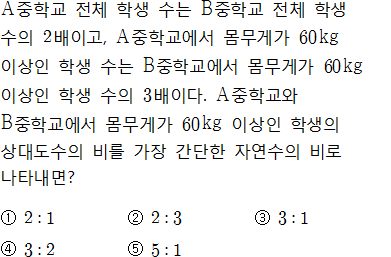 A중학교 전체 학생 수는 B중학교 전체 학생
수의 2배이고, A중학교에서 몸무게가 60kg
이상인 학생 수는 B중학교에서 몸무게가 60kg
이상인 학생 수의 3배이다. A중학교와
B중학교에서 몸무게가 60kg 이상인 학생의
상대도수의 비를 가장 간단한 자연수의 비로
나타내면?
① 2 : 1 ② 2 : 3 ③ 3 : 1
④ 3 : 2 ⑤ 5 : 1